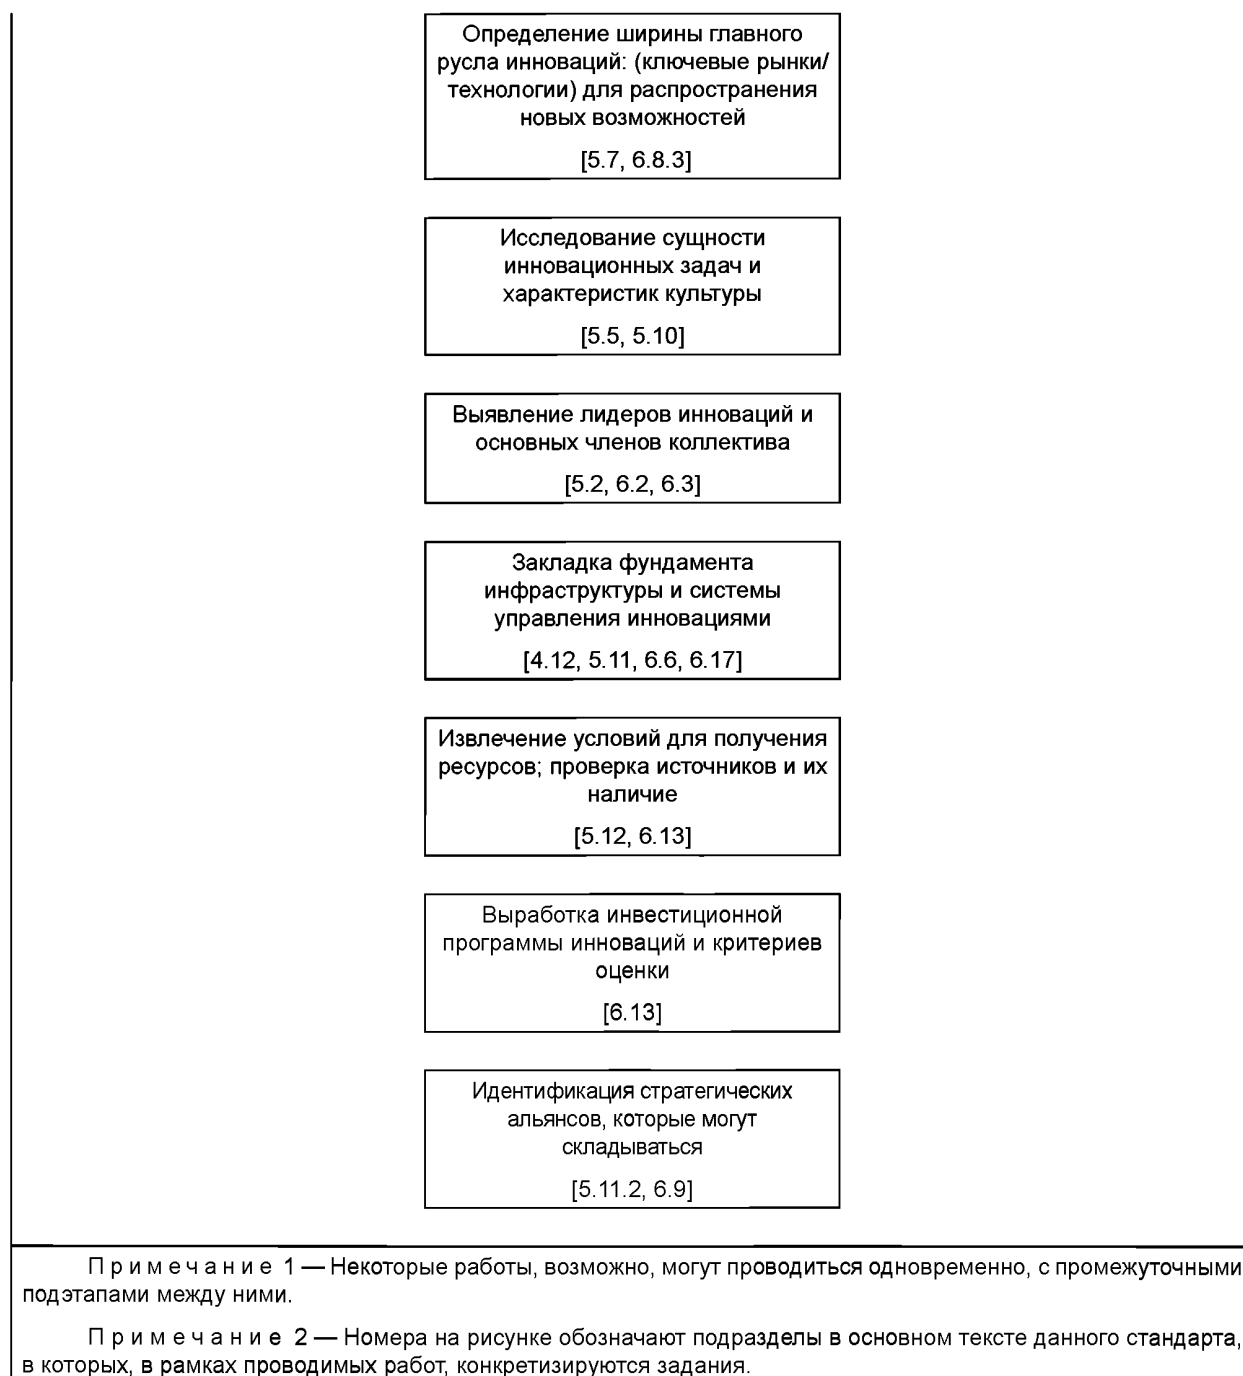 Определение ширины главного
русла инноваций: (ключевые рынки/
технологии) для распространения
новых возможностей
[5.7, 6.8.3]
Исследование сущности
инновационных задач и
характеристик культуры
[5.5, 5.10]
Выявление лидеров инноваций и
основных членов коллектива
[5.2, 6.2, 6.3]
Закладка фундамента
инфраструктуры и системы
управления инновациями
[4.12, 5.11, 6.6, 6.17]
Извлечение условий для получения
ресурсов; проверка источников и их
наличие
[5.12, 6.13]
Выработка инвестиционной
программы инноваций и критериев
оценки
[6.13]
Идентификация стратегических
альянсов, которые могут
складываться
[5.11.2, 6.9]
П р и м е ч а н и е 1 — Некоторые работы, возможно, могут проводиться одновременно, с промежуточными
подэтапами между ними.
П р и м е ч а н и е 2 — Номера на рисунке обозначают подразделы в основном тексте данного стандарта,
в которых, в рамках проводимых работ, конкретизируются задания.